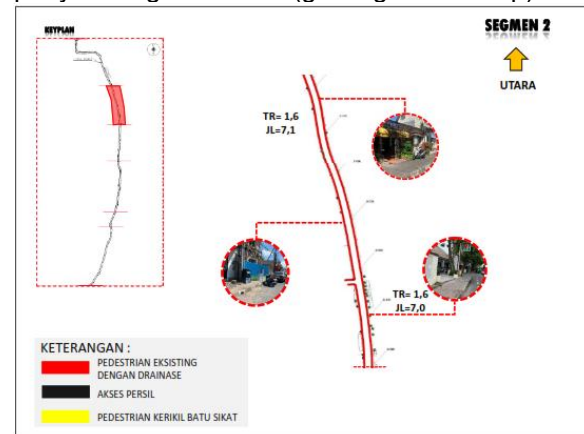 KEYPLAN
SEGMEN 2
UTARA
TR= 1,6
JL=7,1
TR= 1,6
JL=7,0
KETERANGAN :
PEDESTRIAN EKSISTING
DENGAN DRAINASE
AKSES PERSIL
PEDESTRIAN KERIKIL BATU SIKAT